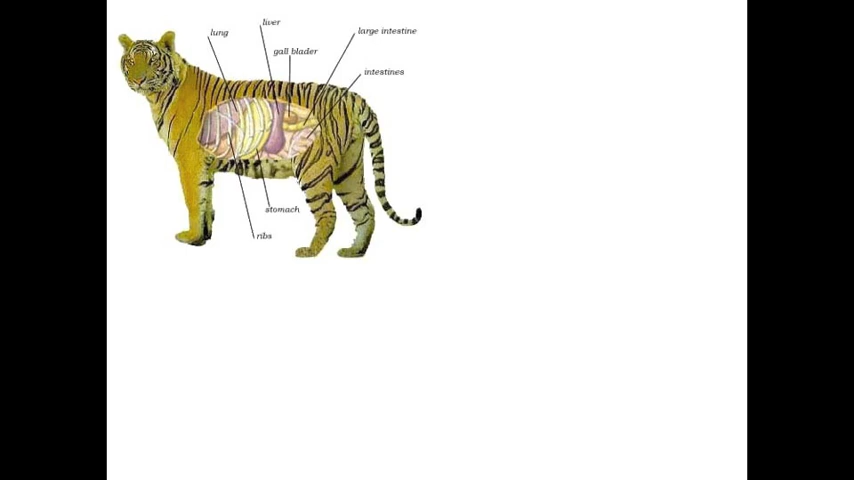 liver
lung
large intestine
gall blader
intestines
stomach
ribs